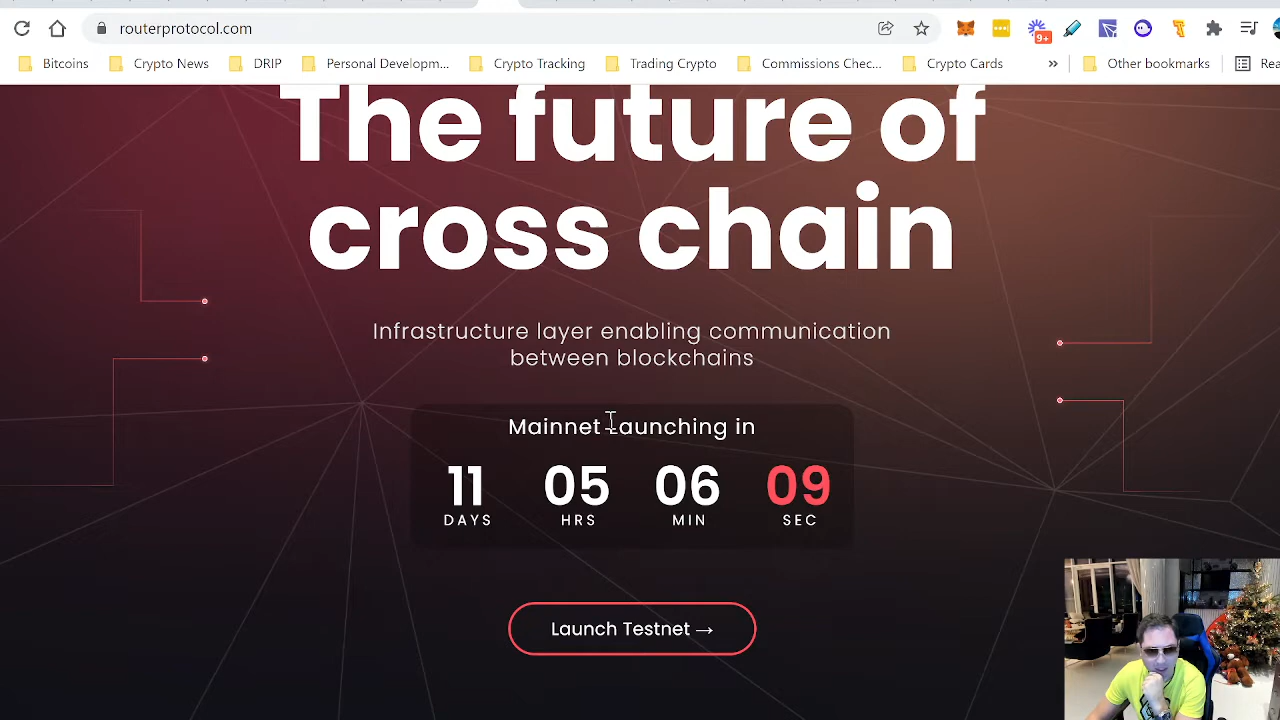 routerprotocol.com
9+
Bitcoins
Crypto News
DRIP
Personal Developm...
Crypto Tracking
Trading Crypto
Commissions Chec...
Crypto Cards
»
Other bookmarks
Rea
The future of
cross chain
Infrastructure layer enabling communication
between blockchains
Mainnet Launching in
11 05 06 09
DAYS HRS MIN SEC
Launch Testnet →